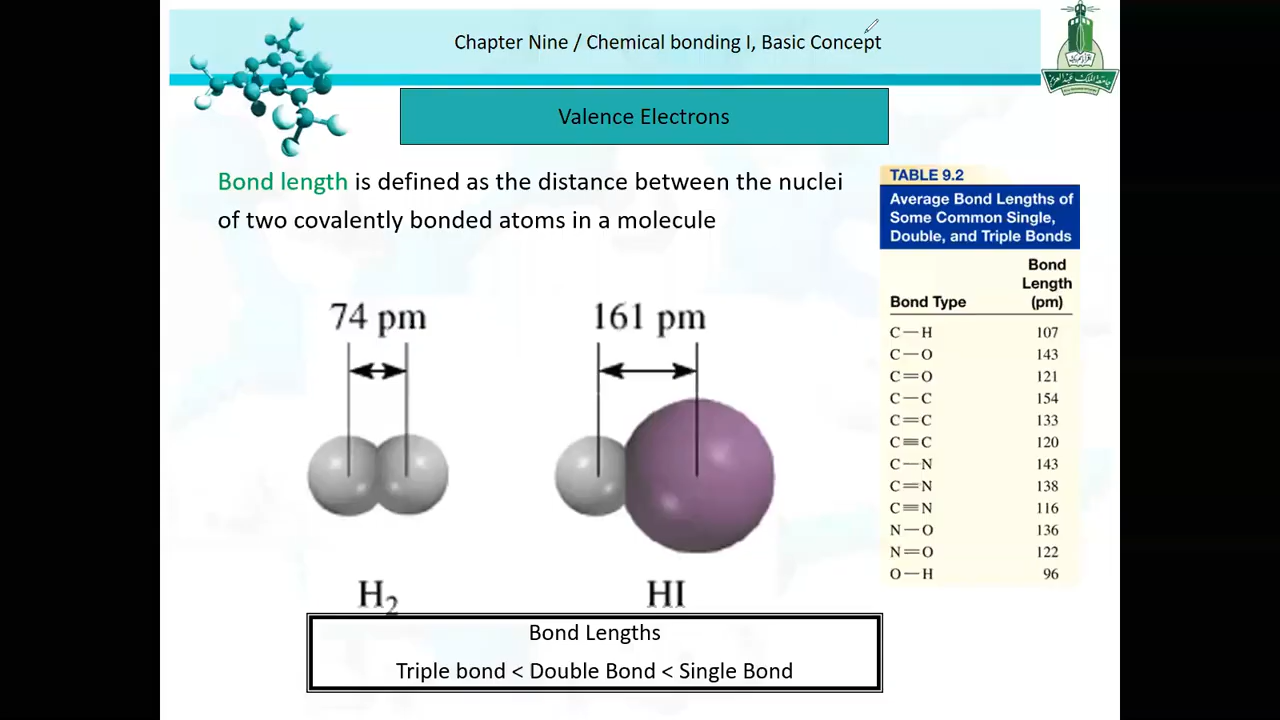 Chapter Nine / Chemical bonding I, Basic Concept
جامعة الملك عبدالعزيز
Valence Electrons
Bond length is defined as the distance between the nuclei
of two covalently bonded atoms in a molecule
74 pm
161 pm
H₂
HI
Bond Lengths
Triple bond < Double Bond < Single Bond
TABLE 9.2
Average Bond Lengths of
Some Common Single,
Double, and Triple Bonds
Bond Type Bond Length (pm)
C—H 107
C—O 143
C=O 121
C—C 154
C=C 133
C≡C 120
C—N 143
C=N 138
C≡N 116
N—O 136
N=O 122
O—H 96